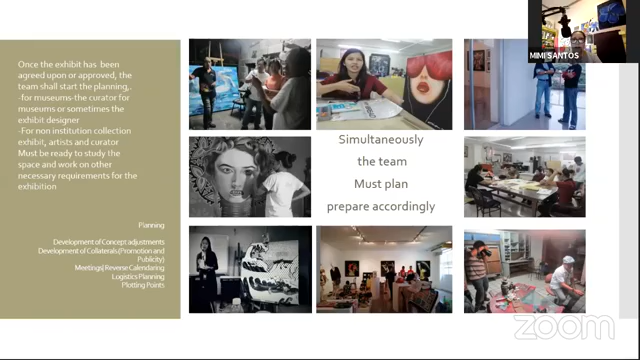 Once the exhibit has been
agreed upon or approved, the
team shall start the planning,.
-for museums-the curator for
museums or sometimes the
exhibit designer
-For non institution collection
exhibit, artists and curator
Must be ready to study the
space and work on other
necessary requirements for the
exhibition
Planning
Development of Concept adjustments
Development of Collaterals (Promotion and
Publicity)
Meetings| Reverse Calendaring
Logistics Planning
Plotting Points
Simultaneously
the team
Must plan
prepare accordingly
MIMI SANTOS
zoom